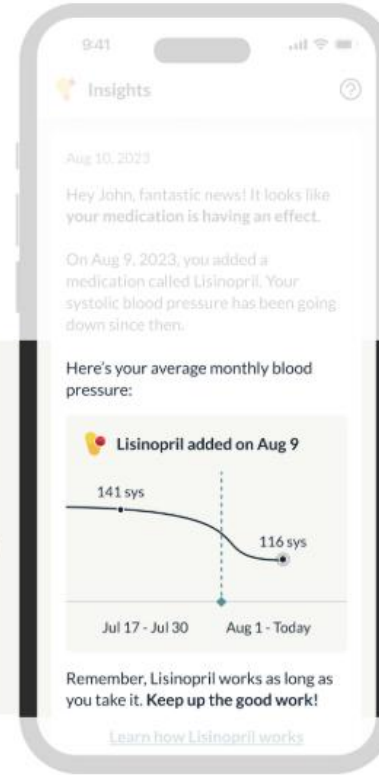 9:41
Insights
Aug 10, 2023
Hey John, fantastic news! It looks like
your medication is having an effect.
On Aug 9, 2023, you added a
medication called Lisinopril. Your
systolic blood pressure has been going
down since then.
Here's your average monthly blood
pressure:
Lisinopril added on Aug 9
141 sys
116 sys
Jul 17 - Jul 30 Aug 1 - Today
Remember, Lisinopril works as long as
you take it. Keep up the good work!
Learn how Lisinopril works